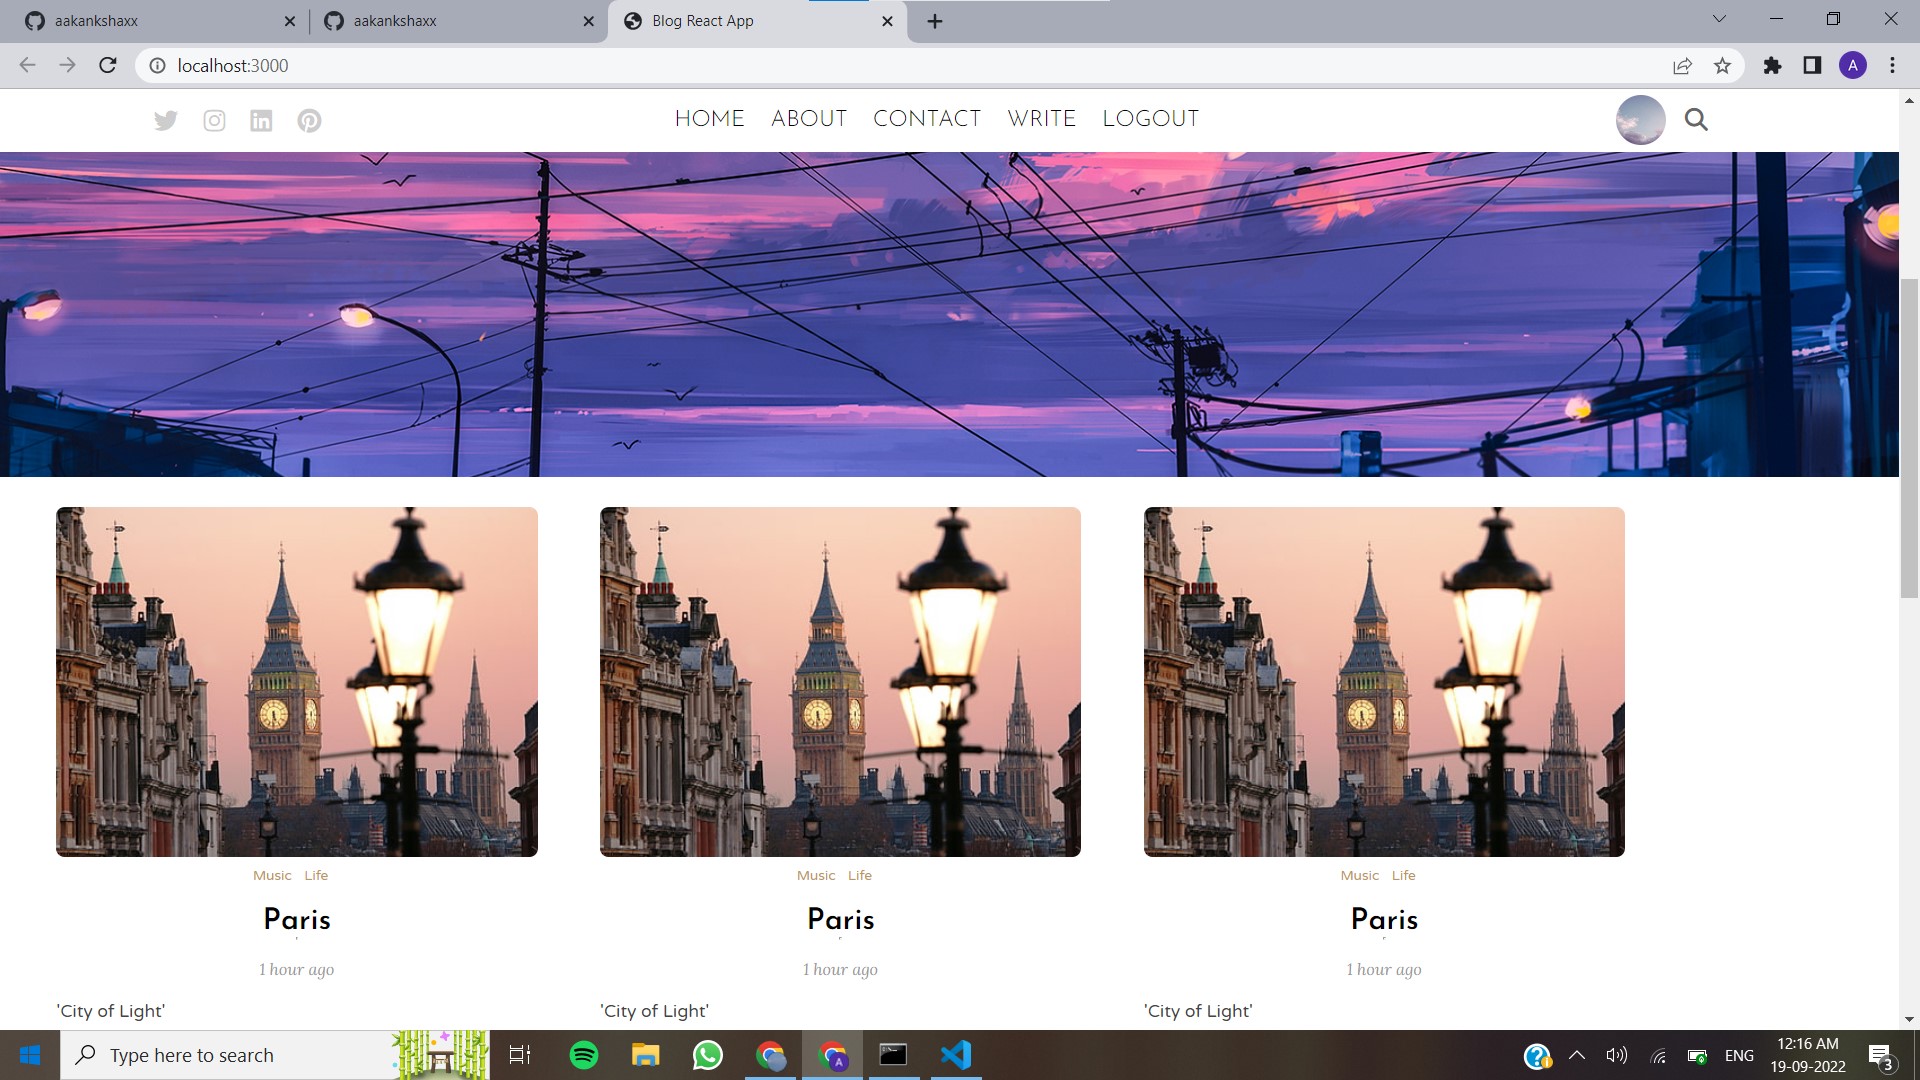 aakankshaxx
aakankshaxx
Blog React App
localhost:3000
A
HOME ABOUT CONTACT WRITE LOGOUT
Music Life
Paris
1 hour ago
'City of Light'
Music Life
Paris
1 hour ago
'City of Light'
Music Life
Paris
1 hour ago
'City of Light'
Type here to search
A
ENG
12:16 AM
19-09-2022
3